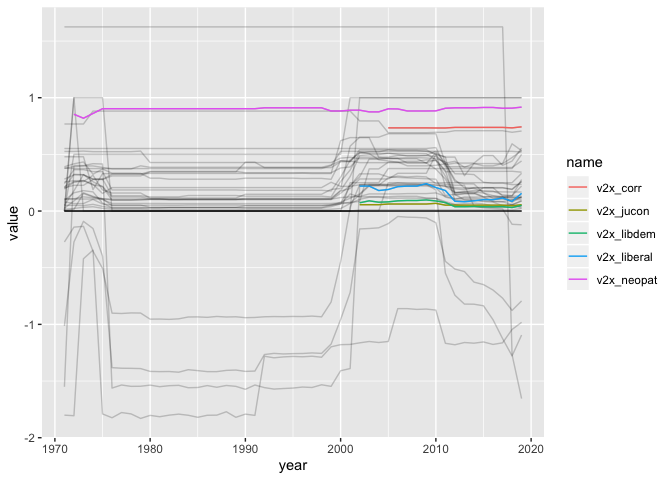 1
0
-1
-2
value
1970
1980
1990
2000
2010
2020
year
name
v2x_corr
v2x_jucon
v2x_libdem
v2x_liberal
v2x_neopat